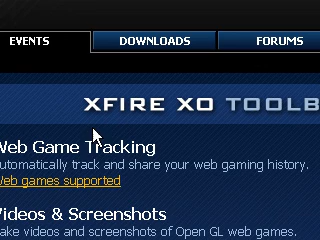 EVENTS DOWNLOADS FORUMS
XFIRE XO TOOLB
Web Game Tracking
automatically track and share your web gaming history.
Web games supported
Videos & Screenshots
ake videos and screenshots of Open GL web games.